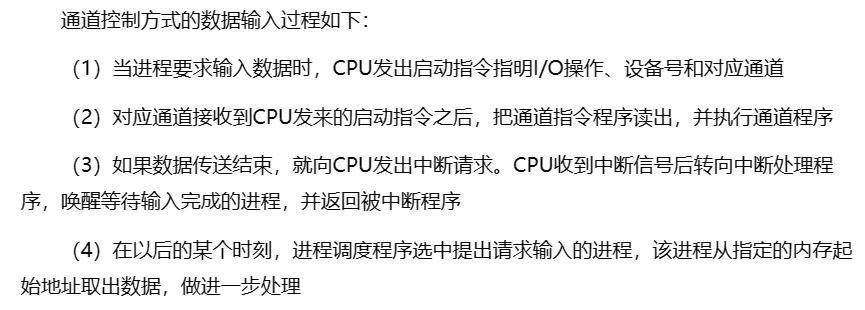 通道控制方式的数据输入过程如下：
（1）当进程要求输入数据时，CPU发出启动指令指明I/O操作、设备号和对应通道
（2）对应通道接收到CPU发来的启动指令之后，把通道指令程序读出，并执行通道程序
（3）如果数据传送结束，就向CPU发出中断请求。CPU收到中断信号后转向中断处理程
序，唤醒等待输入完成的进程，并返回被中断程序
（4）在以后的某个时刻，进程调度程序选中提出请求输入的进程，该进程从指定的内存起
始地址取出数据，做进一步处理